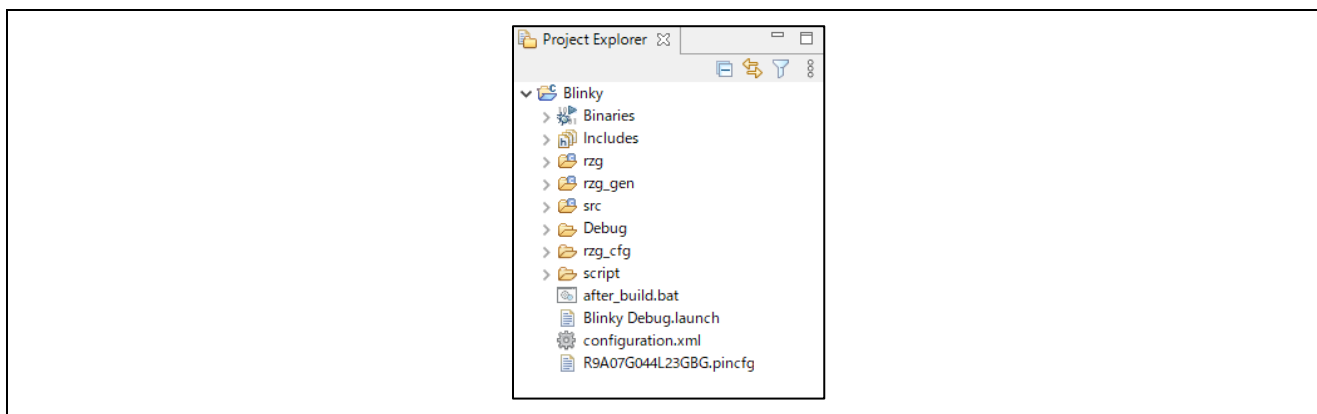 Project Explorer
Blinky
Binaries
Includes
rzg
rzg_gen
src
Debug
rzg_cfg
script
after_build.bat
Blinky Debug.launch
configuration.xml
R9A07G044L23GBG.pincfg